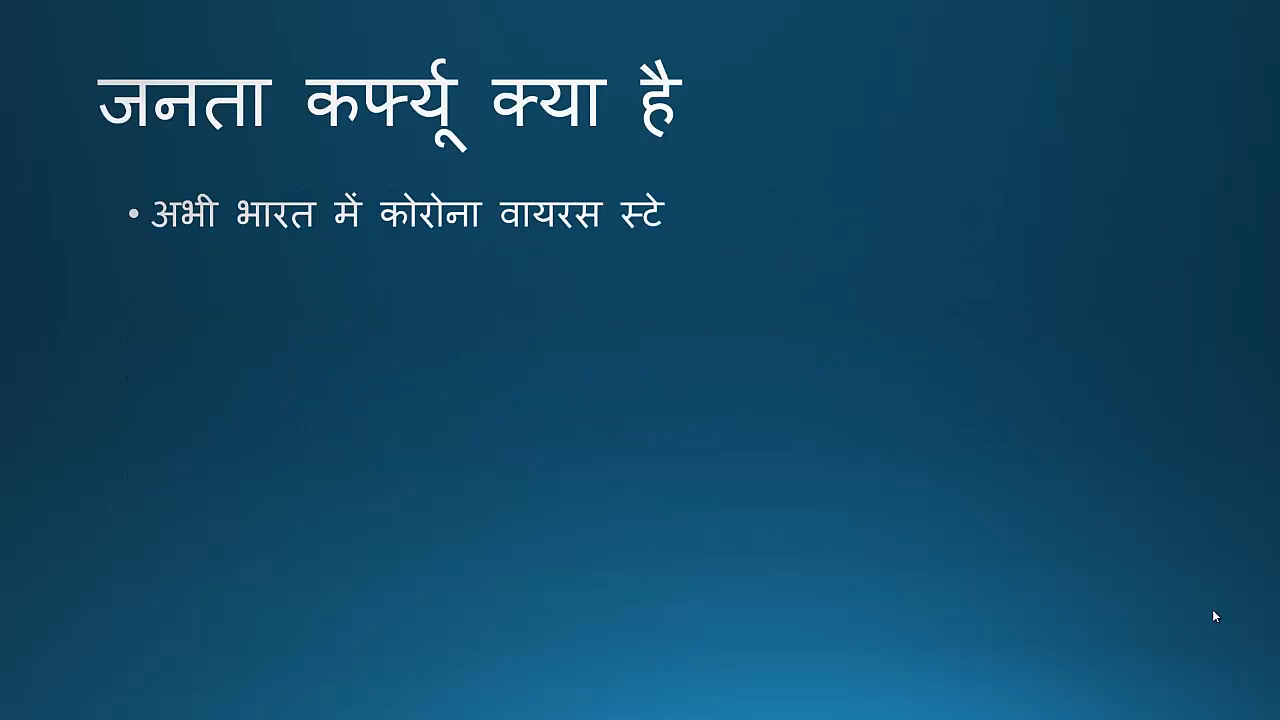 जनता कर्फ्यू क्या है
• अभी भारत में कोरोना वायरस स्टे